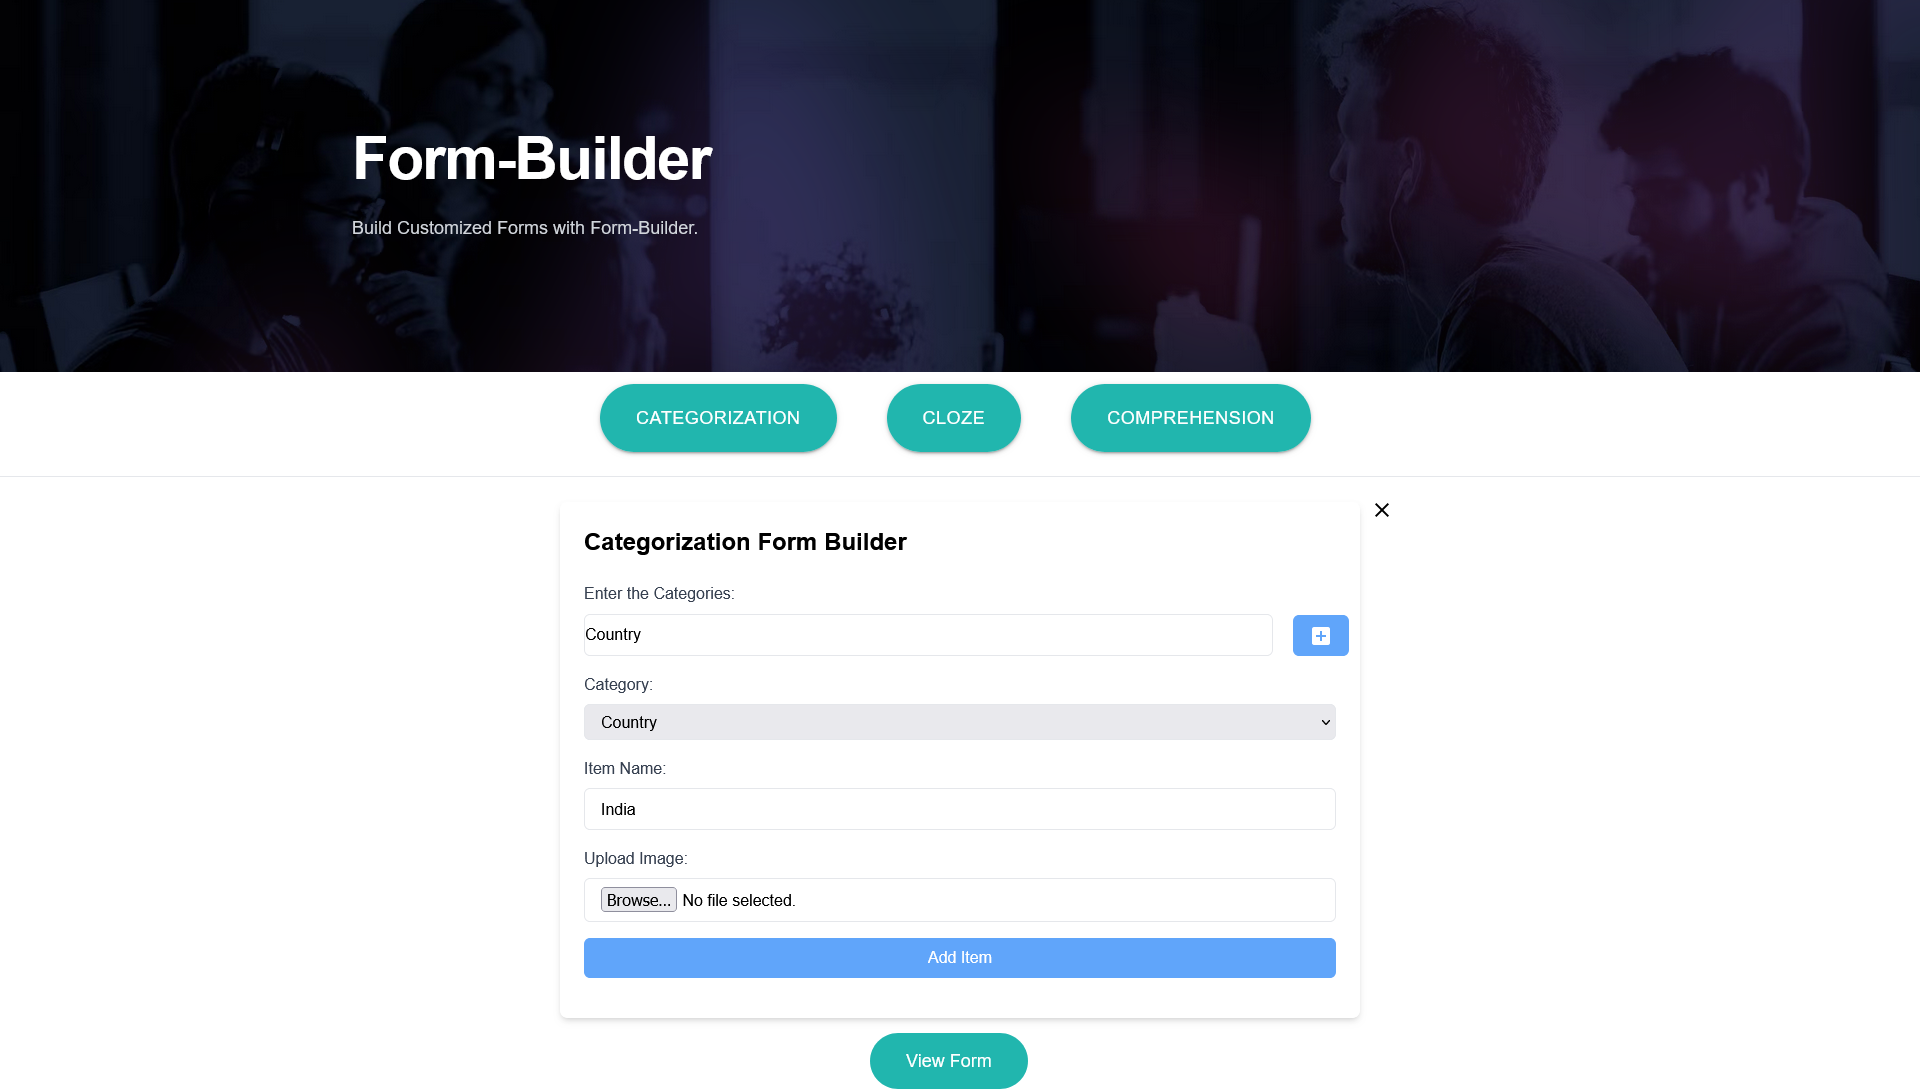 Form-Builder
Build Customized Forms with Form-Builder.
CATEGORIZATION
CLOZE
COMPREHENSION
Categorization Form Builder
Enter the Categories:
Country
Category:
Country
Item Name:
India
Upload Image:
Browse... No file selected.
Add Item
View Form